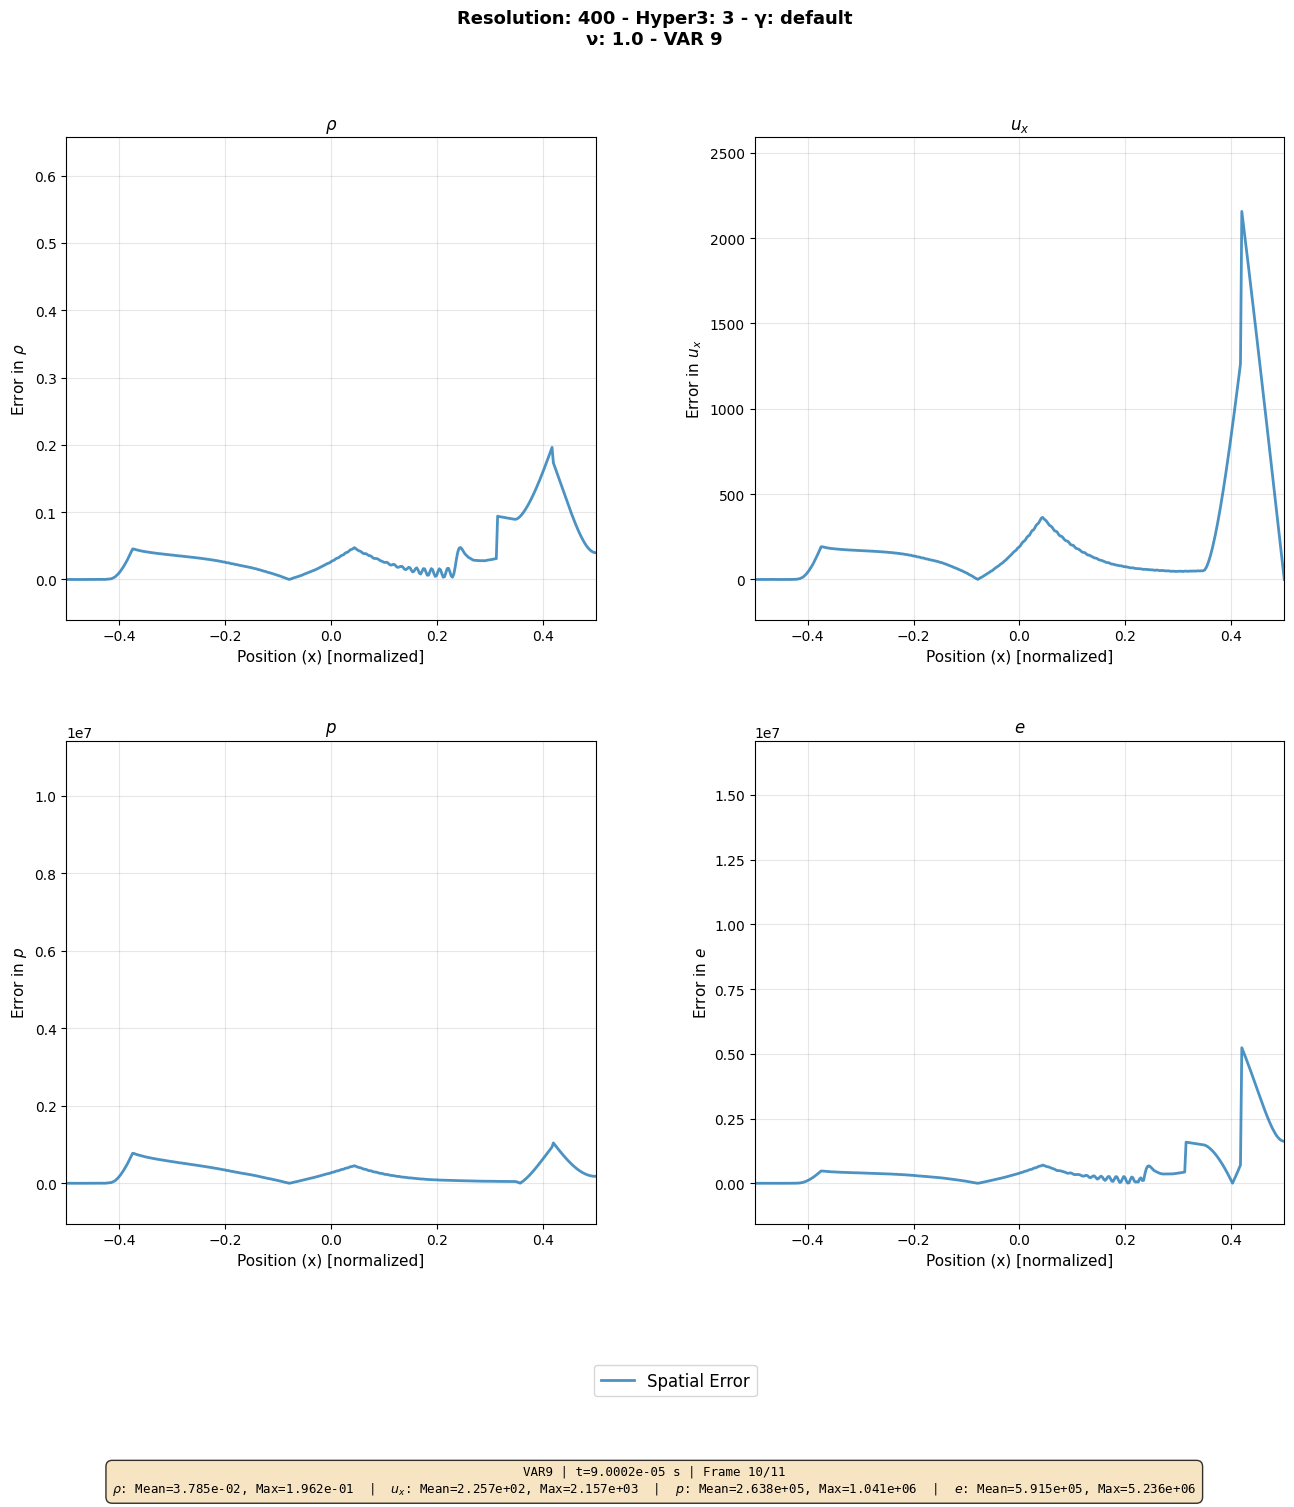 Resolution: 400 - Hyper3: 3 - γ: default
ν: 1.0 - VAR 9
ρ
Error in ρ
0.6
0.5
0.4
0.3
0.2
0.1
0.0
−0.4 −0.2 0.0 0.2 0.4
Position (x) [normalized]
u_x
Error in u_x
2500
2000
1500
1000
500
0
−0.4 −0.2 0.0 0.2 0.4
Position (x) [normalized]
p
1e7
Error in p
1.0
0.8
0.6
0.4
0.2
0.0
−0.4 −0.2 0.0 0.2 0.4
Position (x) [normalized]
e
1e7
Error in e
1.50
1.25
1.00
0.75
0.50
0.25
0.00
−0.4 −0.2 0.0 0.2 0.4
Position (x) [normalized]
Spatial Error
VAR9 | t=9.0002e-05 s | Frame 10/11
ρ: Mean=3.785e-02, Max=1.962e-01 | u_x: Mean=2.257e+02, Max=2.157e+03 | p: Mean=2.638e+05, Max=1.041e+06 | e: Mean=5.915e+05, Max=5.236e+06